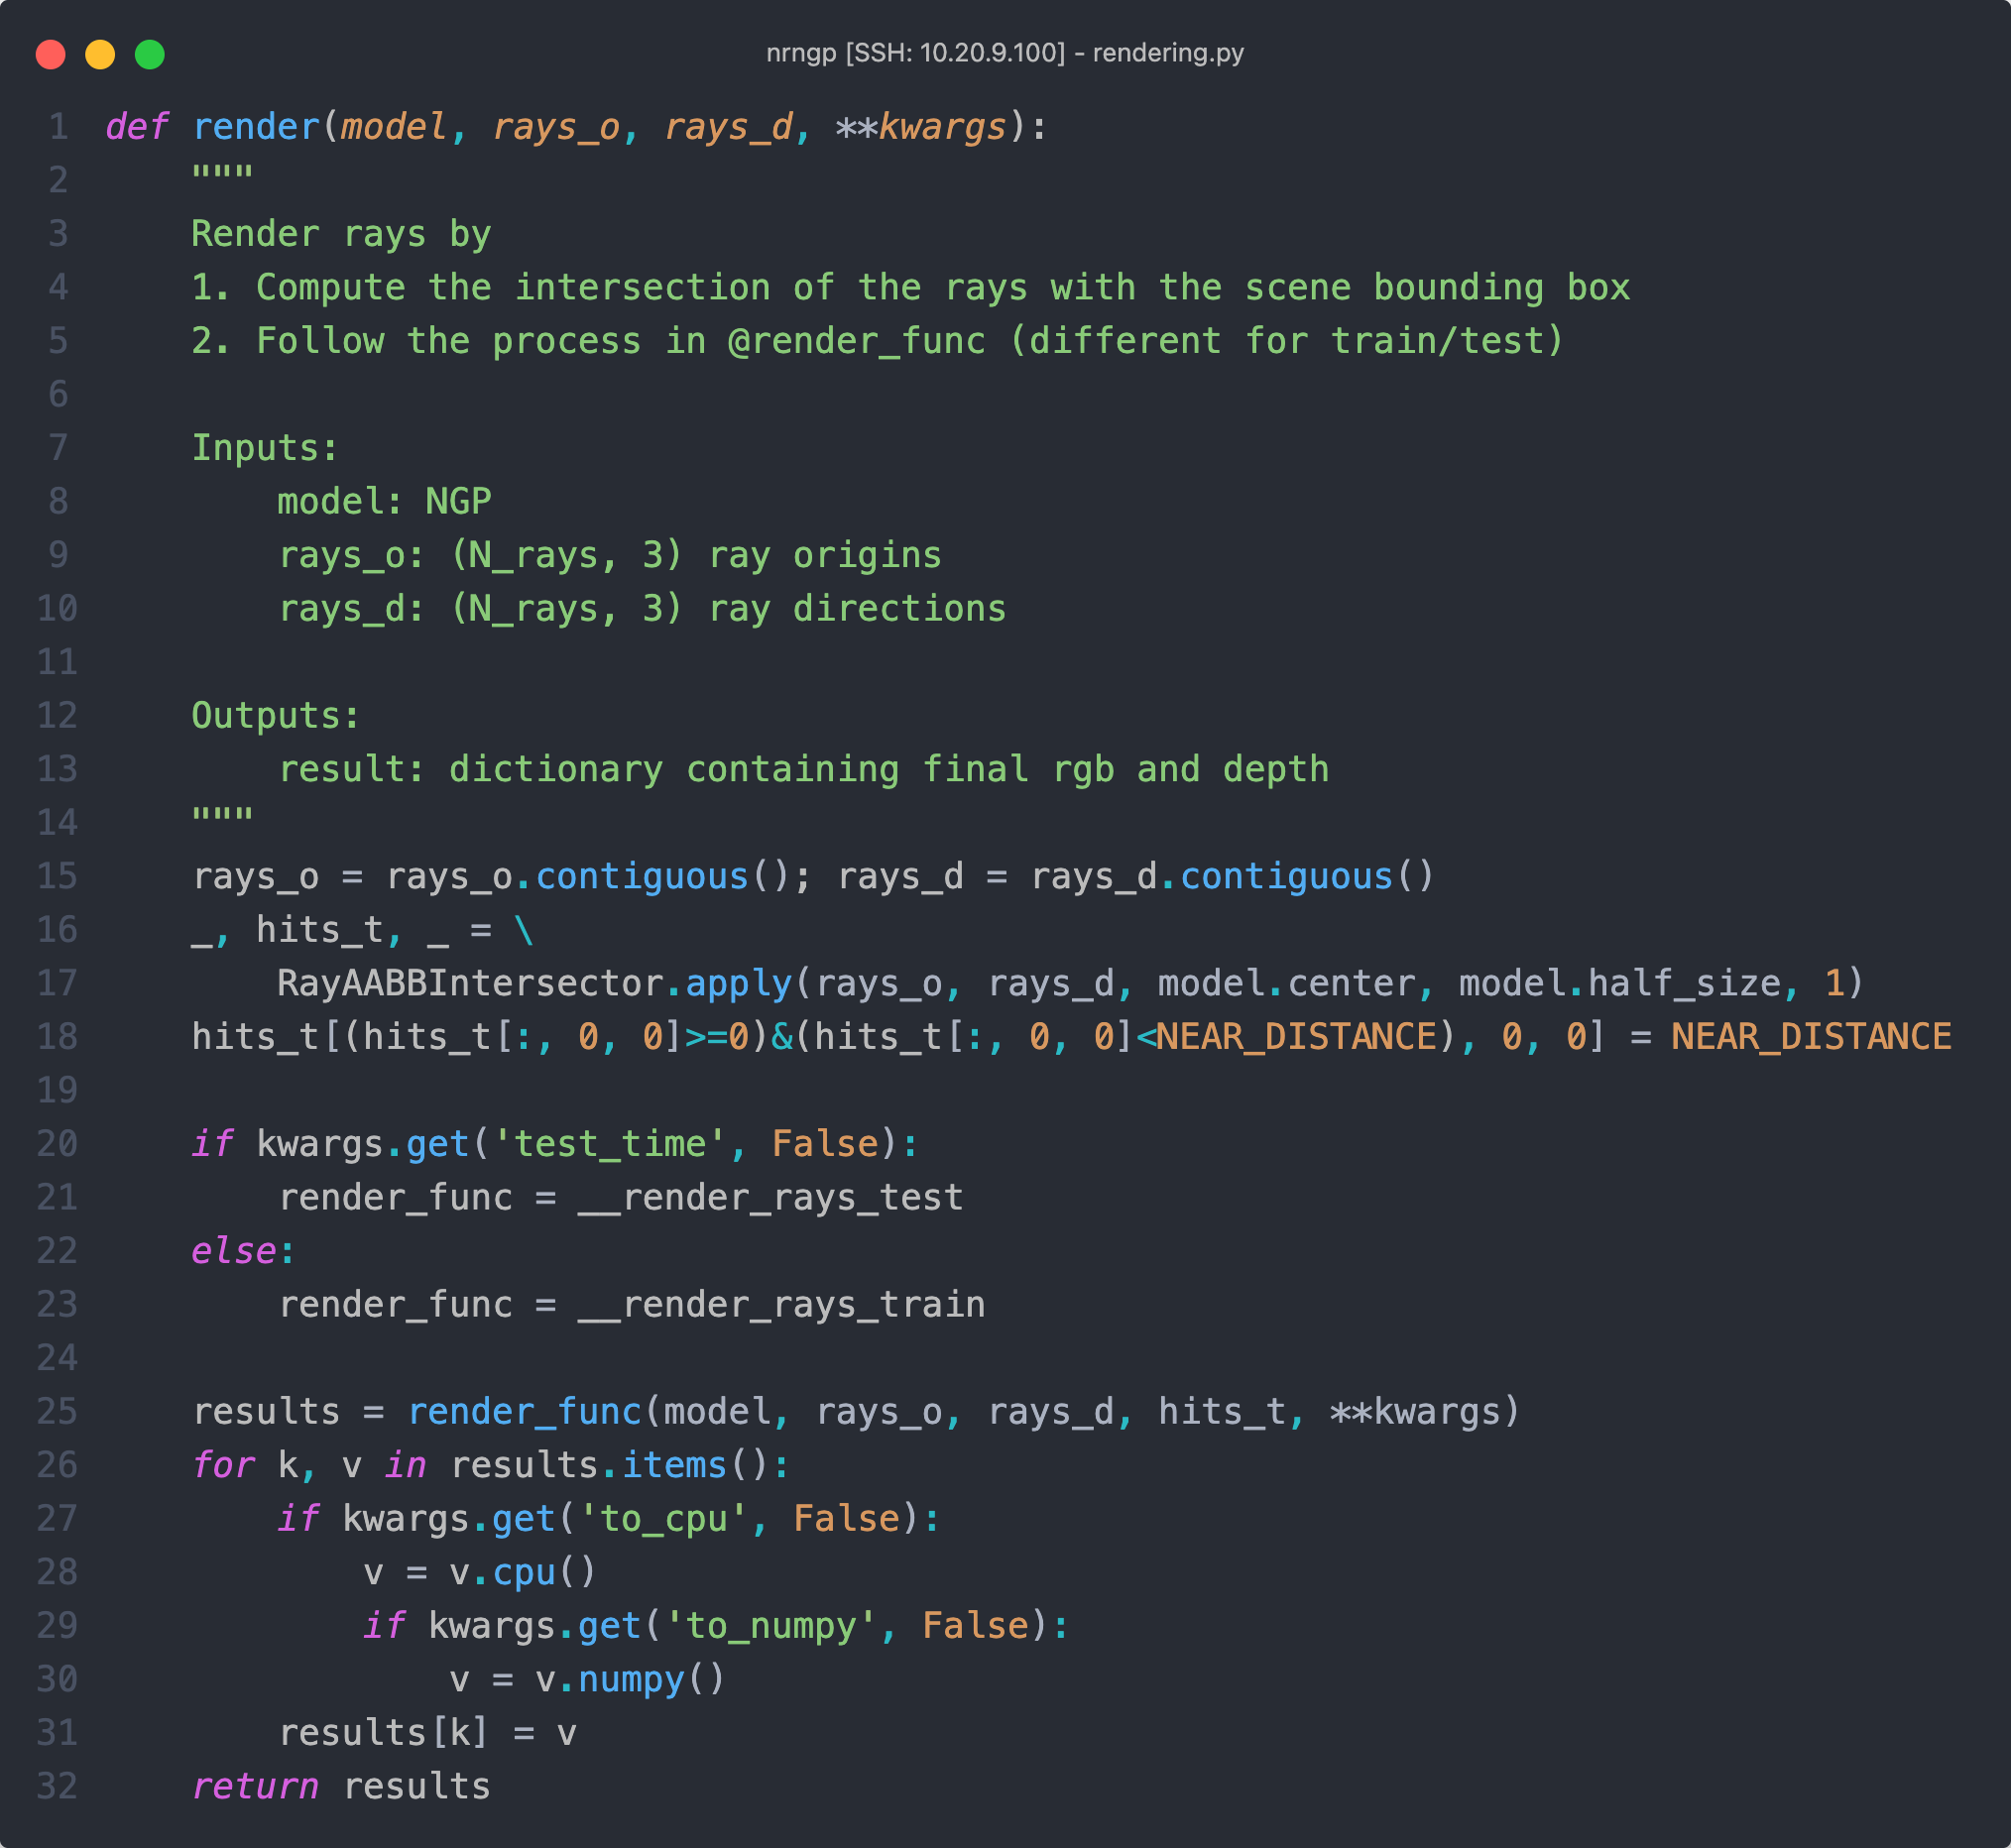 nrngp [SSH: 10.20.9.100] - rendering.py
1 def render(model, rays_o, rays_d, **kwargs):
2     """
3     Render rays by
4     1. Compute the intersection of the rays with the scene bounding box
5     2. Follow the process in @render_func (different for train/test)
6
7     Inputs:
8         model: NGP
9         rays_o: (N_rays, 3) ray origins
10         rays_d: (N_rays, 3) ray directions
11
12     Outputs:
13         result: dictionary containing final rgb and depth
14     """
15     rays_o = rays_o.contiguous(); rays_d = rays_d.contiguous()
16     _, hits_t, _ = \
17         RayAABBIntersector.apply(rays_o, rays_d, model.center, model.half_size, 1)
18     hits_t[(hits_t[:, 0, 0]>=0)&(hits_t[:, 0, 0]<NEAR_DISTANCE), 0, 0] = NEAR_DISTANCE
19
20     if kwargs.get('test_time', False):
21         render_func = __render_rays_test
22     else:
23         render_func = __render_rays_train
24
25     results = render_func(model, rays_o, rays_d, hits_t, **kwargs)
26     for k, v in results.items():
27         if kwargs.get('to_cpu', False):
28             v = v.cpu()
29             if kwargs.get('to_numpy', False):
30                 v = v.numpy()
31         results[k] = v
32     return results